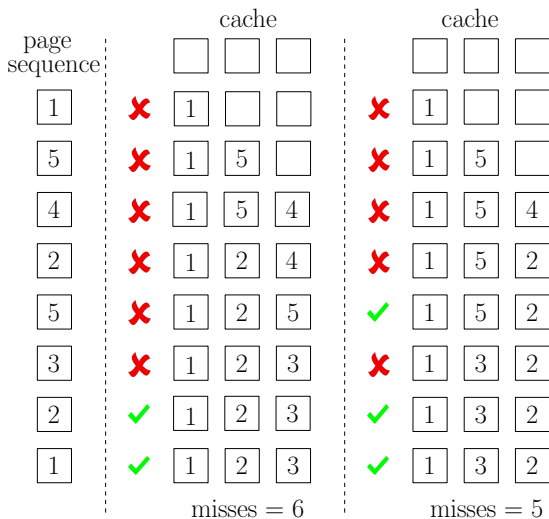 cache cache
page
sequence
1 1 1
5 1 5 1 5
4 1 5 4 1 5 4
2 1 2 4 1 5 2
5 1 2 5 1 5 2
3 1 2 3 1 3 2
2 1 2 3 1 3 2
1 1 2 3 1 3 2
misses = 6 misses = 5